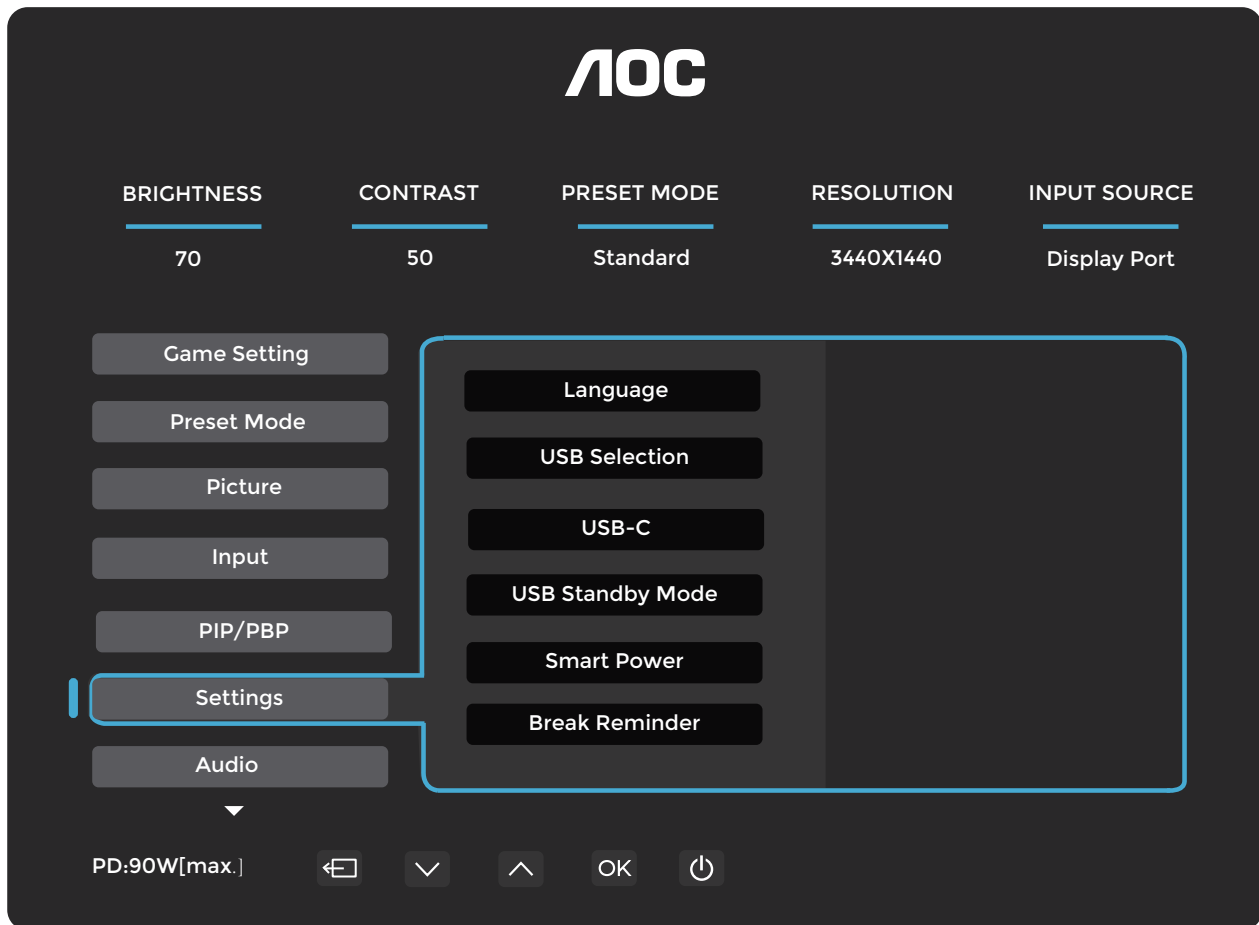 AOC
BRIGHTNESS CONTRAST PRESET MODE RESOLUTION INPUT SOURCE
70 50 Standard 3440X1440 Display Port
Game Setting
Preset Mode
Picture
Input
PIP/PBP
Settings
Audio
Language
USB Selection
USB-C
USB Standby Mode
Smart Power
Break Reminder
PD:90W[max.]
OK